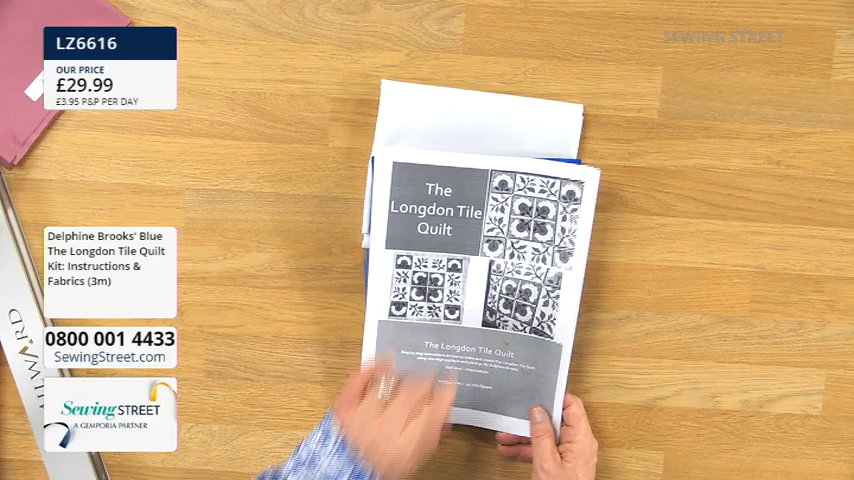 LZ6616
OUR PRICE
£29.99
£3.95 P&P PER DAY
SEWING STREET
The
Longdon Tile
Quilt
Delphine Brooks' Blue
The Longdon Tile Quilt
Kit: Instructions &
Fabrics (3m)
The Longdon Tile Quilt
0800 001 4433
SewingStreet.com
Sewing STREET
A GEMPORIA PARTNER